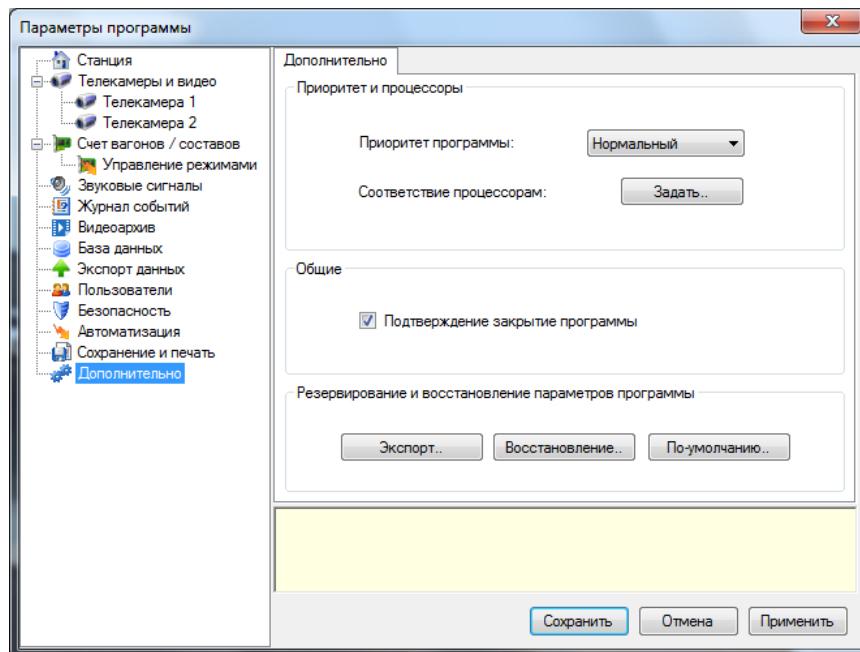 Параметры программы
Станция
Телекамеры и видео
Телекамера 1
Телекамера 2
Счет вагонов / составов
Управление режимами
Звуковые сигналы
Журнал событий
Видеоархив
База данных
Экспорт данных
Пользователи
Безопасность
Автоматизация
Сохранение и печать
Дополнительно
Дополнительно
Приоритет и процессоры
Приоритет программы: Нормальный
Соответствие процессорам: Задать..
Общие
Подтверждение закрытие программы
Резервирование и восстановление параметров программы
Экспорт.. Восстановление.. По-умолчанию..
Сохранить Отмена Применить